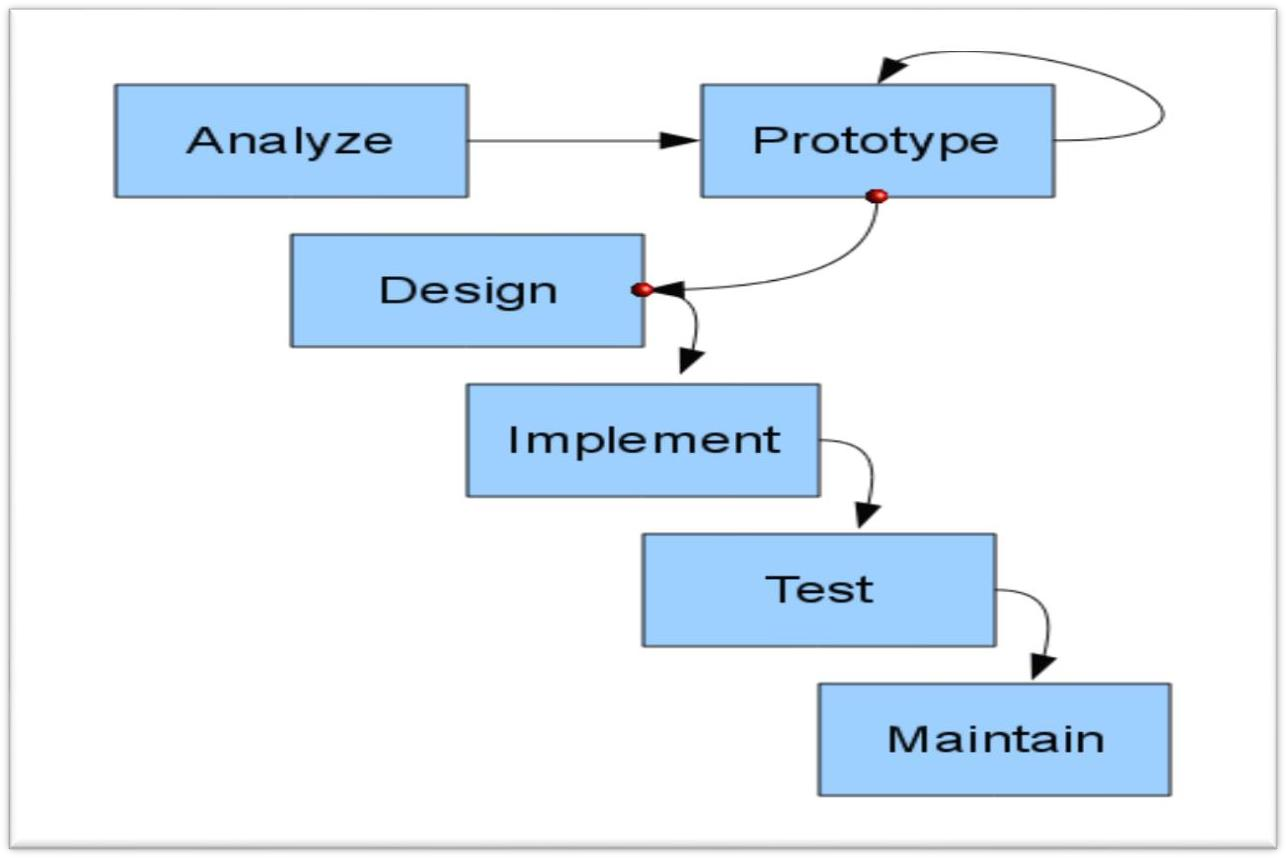 Analyze
Prototype
Design
Implement
Test
Maintain